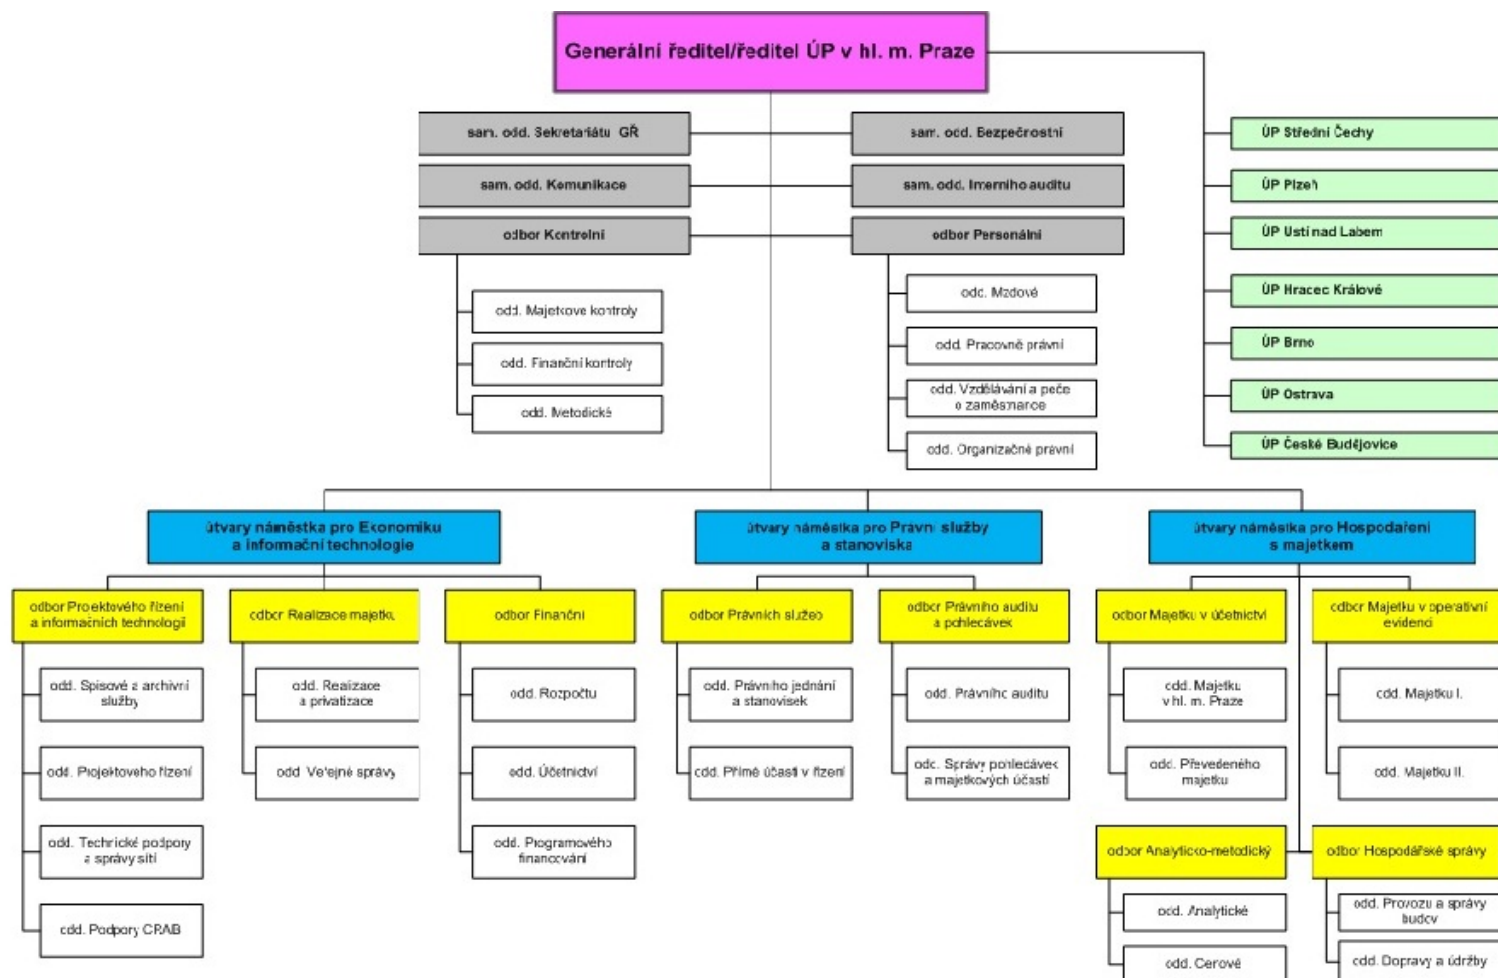 Generální ředitel/ředitel ÚP v hl. m. Praze
sam. odd. Sekretariátu GŘ
sam. odd. Bezpečnostní
ÚP Střední Čechy
sam. odd. Komunikace
sam. odd. Interního auditu
ÚP Plzeň
odbor Kontrolní
odbor Personální
ÚP Ustí nad Labem
odd. Majetkové kontroly
odd. Finanční kontroly
odd. Metodické
odd. Mzdové
odd. Pracovně právní
odd. Vzdělávání a peče
o zaměstnance
odd. Organizačně právní
ÚP Hradec Králové
ÚP Brno
ÚP Ostrava
ÚP České Budějovice
útvary náměstka pro Ekonomiku
a informační technologie
útvary náměstka pro Právní služby
a stanoviska
útvary náměstka pro Hospodaření
s majetkem
odbor Projektového řízení
a informačních technologií
odd. Spisové a archivní
služby
odd. Projektového řízení
odd. Technické podpory
a správy sítí
odd. Podpory CRAB
odbor Realizace majetku
odd. Realizace
a privatizace
odd. Veřejné správy
odbor Finanční
odd. Rozpočtu
odd. Účetnictví
odd. Programového
financování
odbor Právních služeb
odd. Právního jednání
a stanovisek
odd. Přímé účasti v řízení
odbor Právního auditu
a pohledávek
odd. Právního auditu
odd. Správy pohledávek
a majetkových účastí
odbor Majetku v účetnictví
odd. Majetku
v hl. m. Praze
odd. Převedeného
majetku
odbor Majetku v operativní
evidenci
odd. Majetku I.
odd. Majetku II.
odbor Analyticko-metodický
odd. Analytické
odd. Cenové
odbor Hospodářské správy
odd. Provozu a správy
budov
odd. Dopravy a údržby